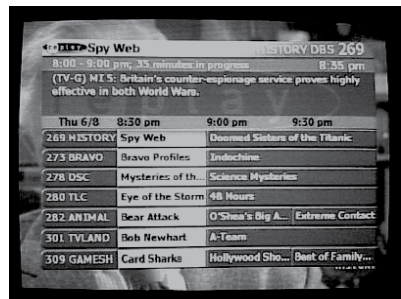 Spy Web HISTORY DBS 269
8:00 - 9:00 pm; 35 minutes in progress 8:35 pm
(TV-G) MI5: Britain's counter-espionage service proves highly
effective in both World Wars.
Thu 6/8 8:30 pm 9:00 pm 9:30 pm
269 HISTORY Spy Web Doomed Sisters of the Titanic
273 BRAVO Bravo Profiles Indochine
278 DSC Mysteries of th... Science Mysteries
280 TLC Eye of the Storm 48 Hours
282 ANIMAL Bear Attack O'Shea's Big A... Extreme Contact
301 TVLAND Bob Newhart A-Team
309 GAMESH Card Sharks Hollywood Sho... Best of Family...